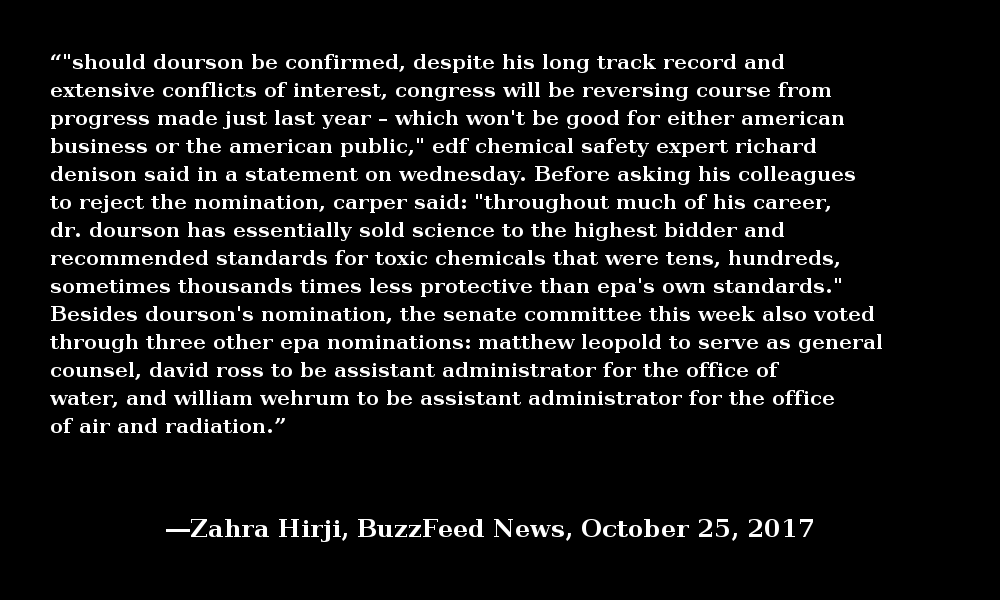 “"should dourson be confirmed, despite his long track record and
extensive conflicts of interest, congress will be reversing course from
progress made just last year – which won't be good for either american
business or the american public," edf chemical safety expert richard
denison said in a statement on wednesday. Before asking his colleagues
to reject the nomination, carper said: "throughout much of his career,
dr. dourson has essentially sold science to the highest bidder and
recommended standards for toxic chemicals that were tens, hundreds,
sometimes thousands times less protective than epa's own standards."
Besides dourson's nomination, the senate committee this week also voted
through three other epa nominations: matthew leopold to serve as general
counsel, david ross to be assistant administrator for the office of
water, and william wehrum to be assistant administrator for the office
of air and radiation.”
—Zahra Hirji, BuzzFeed News, October 25, 2017